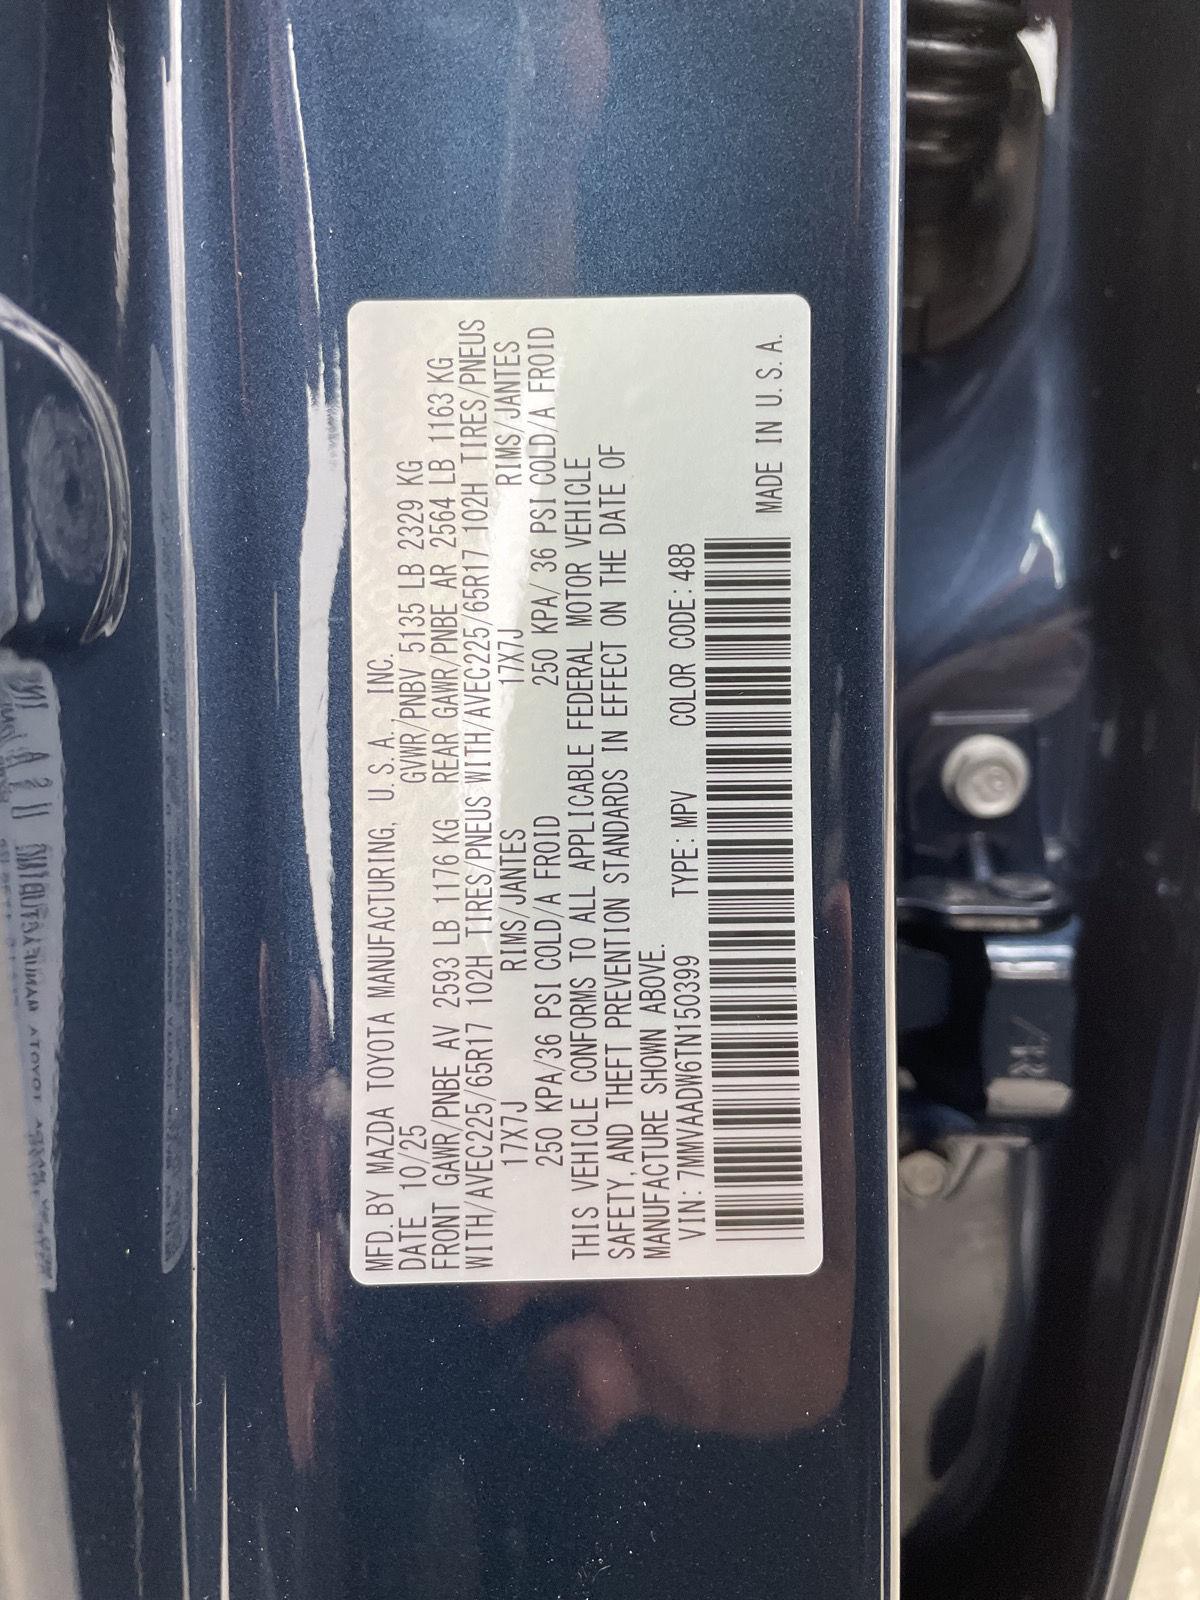 MFD. BY MAZDA TOYOTA MANUFACTURING, U.S.A., INC.
DATE 10/25 GVWR/PNBV 5135 LB 2329 KG
FRONT GAWR/PNBE AV 2593 LB 1176 KG REAR GAWR/PNBE AR 2564 LB 1163 KG
WITH/AVEC225/65R17 102H TIRES/PNEUS WITH/AVEC225/65R17 102H TIRES/PNEUS
17X7J RIMS/JANTES 17X7J RIMS/JANTES
250 KPA/36 PSI COLD/A FROID 250 KPA/ 36 PSI COLD/A FROID
THIS VEHICLE CONFORMS TO ALL APPLICABLE FEDERAL MOTOR VEHICLE
SAFETY, AND THEFT PREVENTION STANDARDS IN EFFECT ON THE DATE OF
MANUFACTURE SHOWN ABOVE.
VIN: 7MMVAADW6TN150399 TYPE: MPV COLOR CODE: 48B
MADE IN U.S.A.